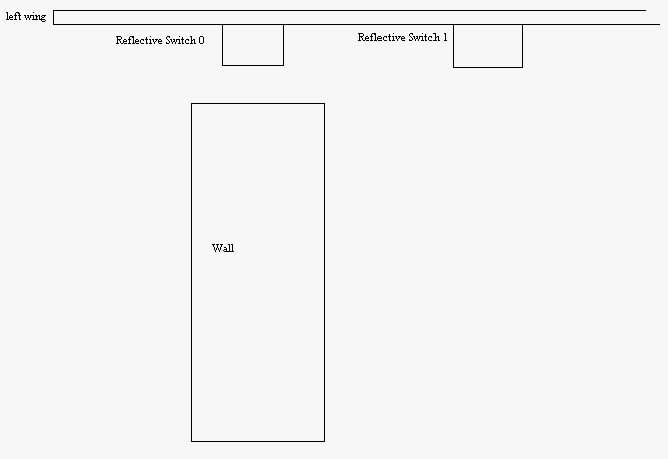 left wing
Reflective Switch 0
Reflective Switch 1
Wall